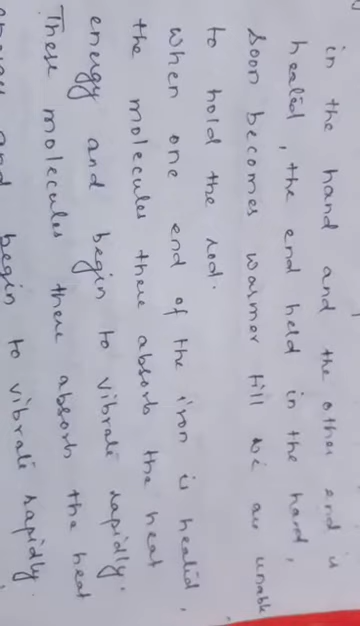 in the hand and the other end is
heated, the end held in the hand,
soon becomes warmer till we are unable
to hold the rod.
When one end of the iron is heated,
the molecules there absorb the heat
energy and begin to vibrate rapidly.
These molecules there absorb the heat
energy and begin to vibrate rapidly.